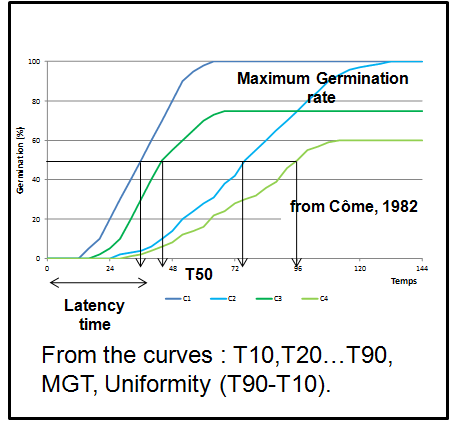 100
80
60
40
20
0
Germination (%)
Maximum Germination
rate
from Côme, 1982
0 24 48 72 96 120 144
T50
Temps
Latency
time
C1 C2 C3 C4
From the curves : T10,T20…T90,
MGT, Uniformity (T90-T10).